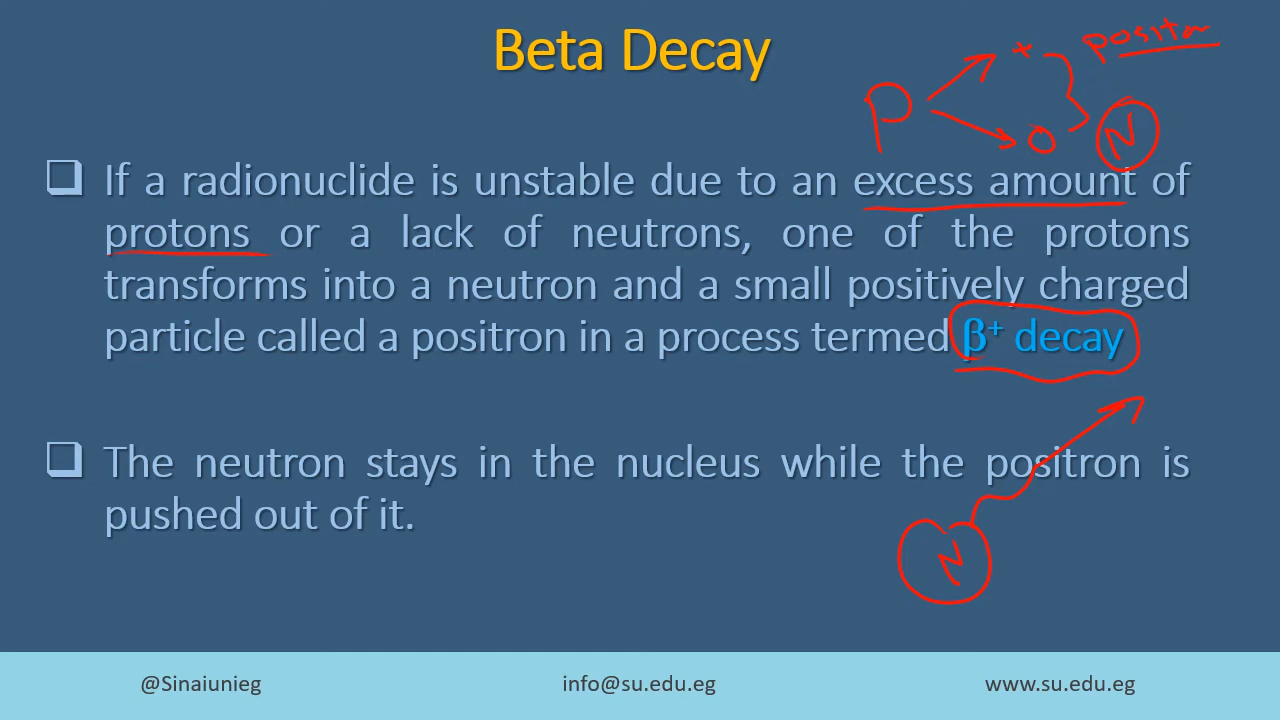 Beta Decay
P
+
positr
O
N
❑ If a radionuclide is unstable due to an excess amount of
protons or a lack of neutrons, one of the protons
transforms into a neutron and a small positively charged
particle called a positron in a process termed β⁺ decay
❑ The neutron stays in the nucleus while the positron is
pushed out of it.
N
@Sinaiunieg
info@su.edu.eg
www.su.edu.eg